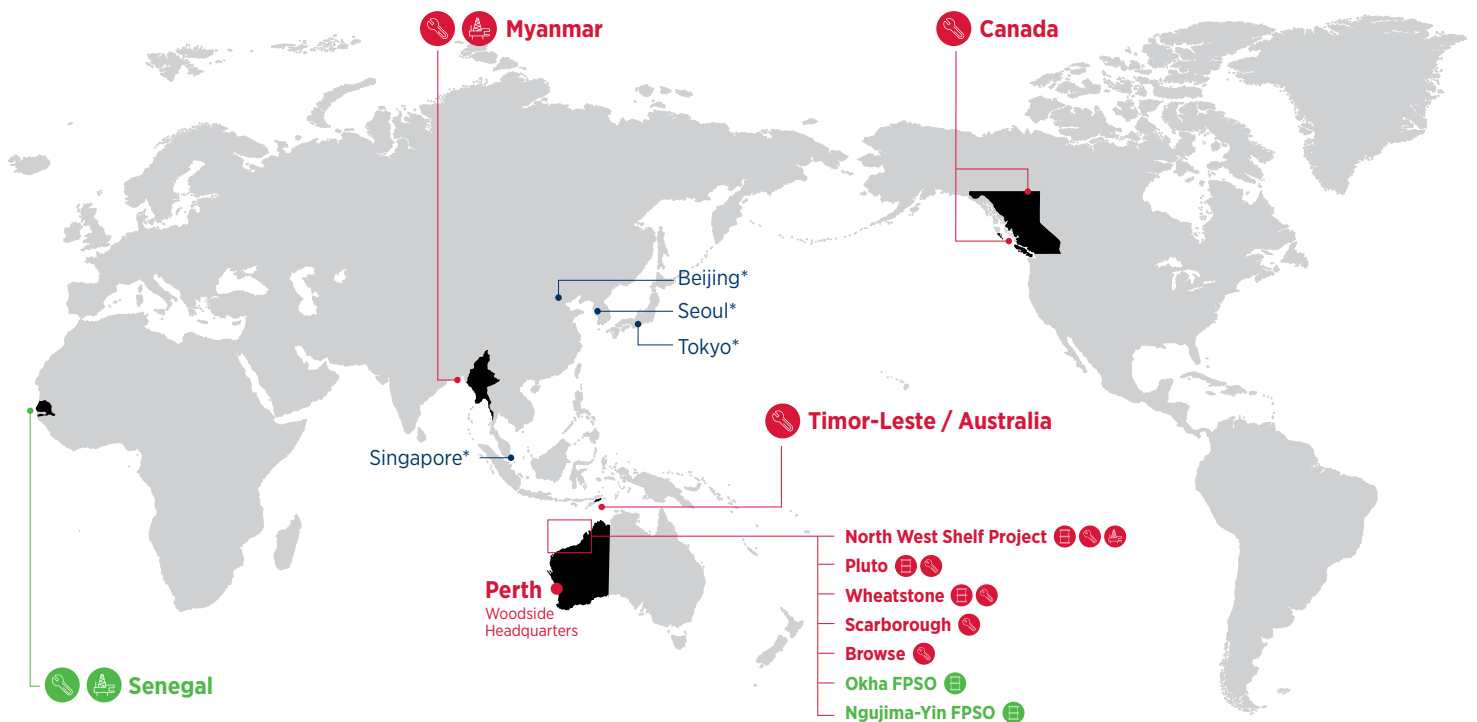 Myanmar
Canada
Beijing*
Seoul*
Tokyo*
Timor-Leste / Australia
Singapore*
North West Shelf Project
Pluto
Perth
Woodside
Headquarters
Wheatstone
Scarborough
Browse
Okha FPSO
Ngujima-Yin FPSO
Senegal